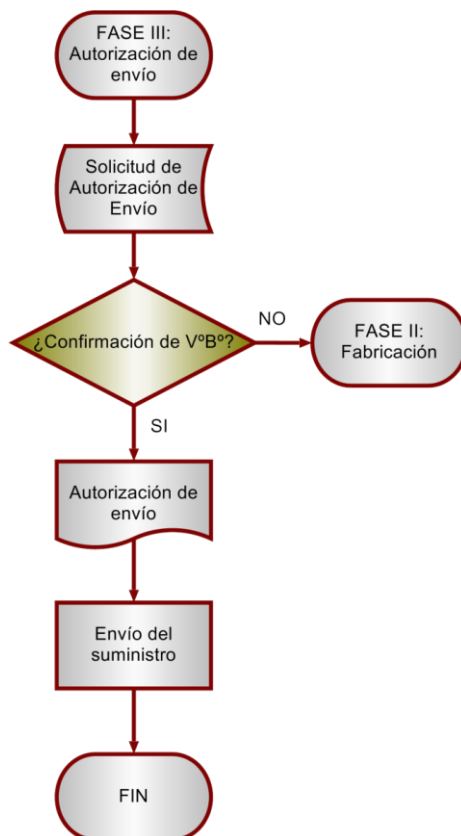 FASE III:
Autorización de
envío
Solicitud de
Autorización de
Envío
¿Confirmación de VºBº?
NO
FASE II:
Fabricación
SI
Autorización de
envío
Envío del
suministro
FIN